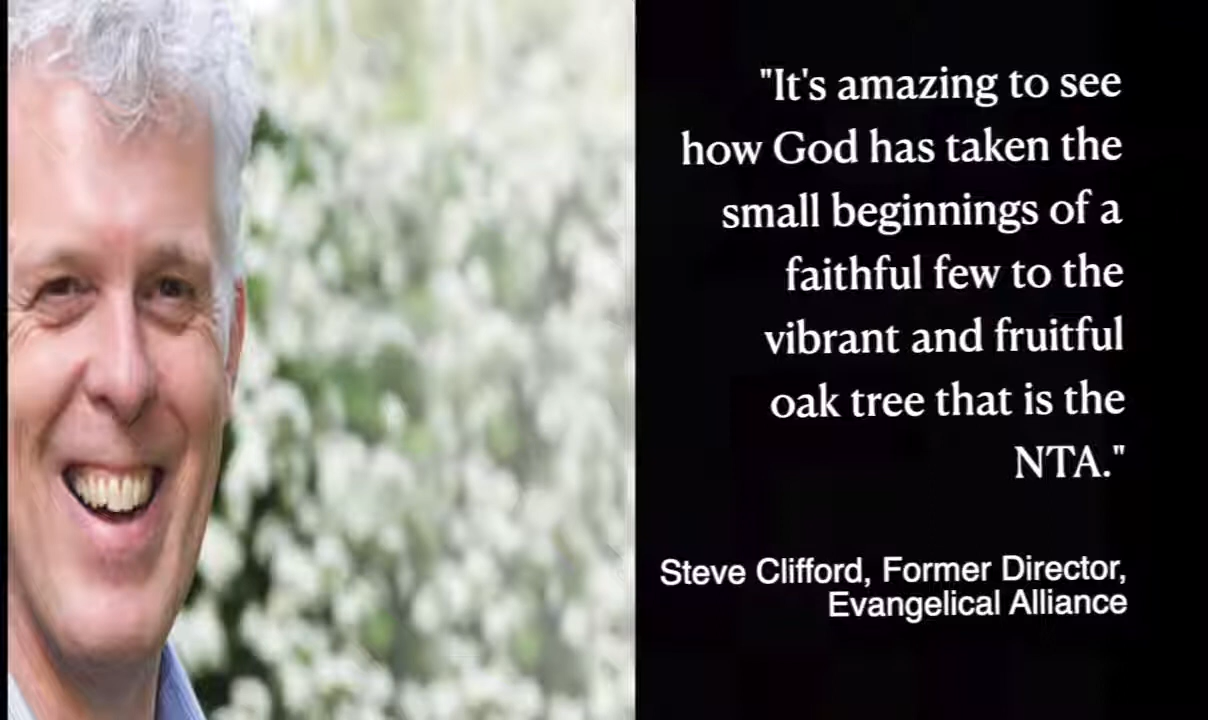 "It's amazing to see
how God has taken the
small beginnings of a
faithful few to the
vibrant and fruitful
oak tree that is the
NTA."
Steve Clifford, Former Director,
Evangelical Alliance